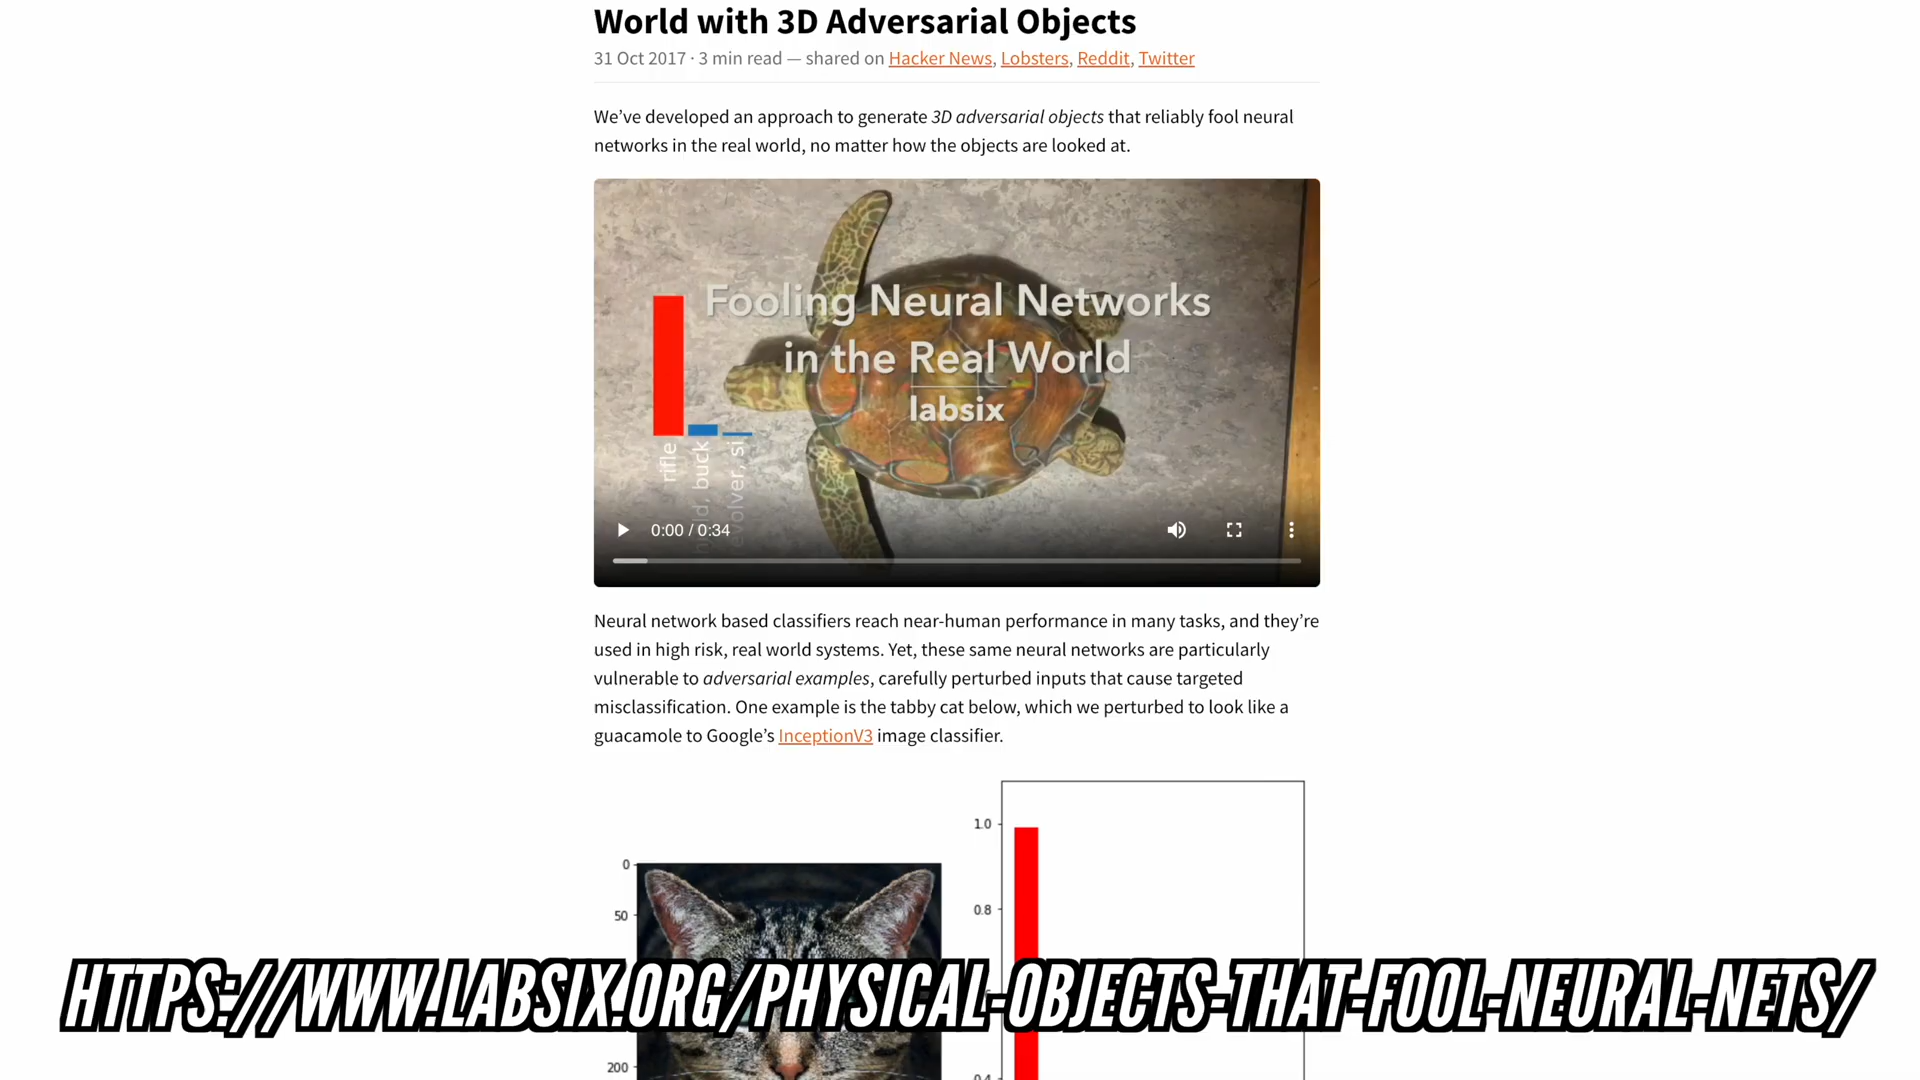 World with 3D Adversarial Objects
31 Oct 2017 · 3 min read — shared on Hacker News, Lobsters, Reddit, Twitter
We’ve developed an approach to generate 3D adversarial objects that reliably fool neural
networks in the real world, no matter how the objects are looked at.
Fooling Neural Networks
in the Real World
labsix
rifle
buck
evolver, si
0:00 / 0:34
Neural network based classifiers reach near-human performance in many tasks, and they’re
used in high risk, real world systems. Yet, these same neural networks are particularly
vulnerable to adversarial examples, carefully perturbed inputs that cause targeted
misclassification. One example is the tabby cat below, which we perturbed to look like a
guacamole to Google’s InceptionV3 image classifier.
1.0
0
50
0.8
HTTPS://WWW.LABSIX.ORG/PHYSICAL-OBJECTS-THAT-FOOL-NEURAL-NETS/
200
0.4